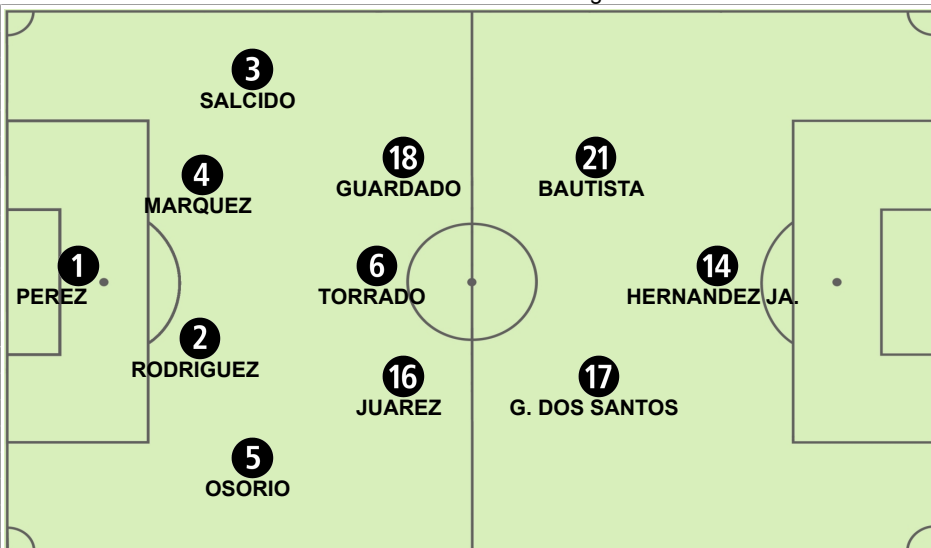 3
SALCIDO
18
GUARDADO
21
BAUTISTA
4
MARQUEZ
1
PEREZ
6
TORRADO
14
HERNANDEZ JA.
2
RODRIGUEZ
16
JUAREZ
17
G. DOS SANTOS
5
OSORIO